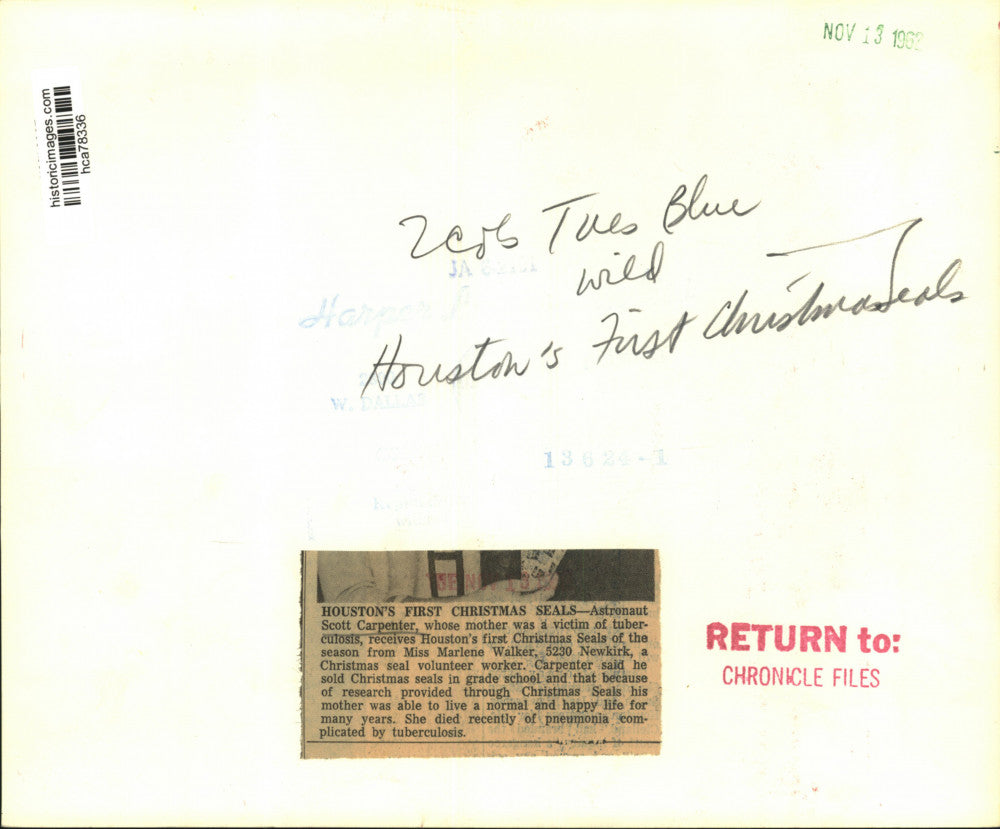 NOV 13 1962
historicimages.com
hca78336
2 cols Tues Blue
wild
Houston's First Christmas Seals
W. DALLAS
13624-1
HOUSTON'S FIRST CHRISTMAS SEALS—Astronaut
Scott Carpenter, whose mother was a victim of tuber-
culosis, receives Houston's first Christmas Seals of the
season from Miss Marlene Walker, 5230 Newkirk, a
Christmas seal volunteer worker. Carpenter said he
sold Christmas seals in grade school and that because
of research provided through Christmas Seals his
mother was able to live a normal and happy life for
many years. She died recently of pneumonia com-
plicated by tuberculosis.
RETURN to:
CHRONICLE FILES